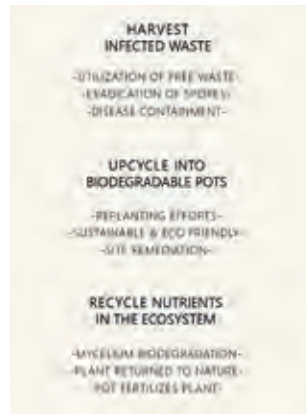 HARVEST
INFECTED WASTE
-UTILIZATION OF FREE WASTE-
-ERADICATION OF SPORES-
-DISEASE CONTAINMENT-
UPCYCLE INTO
BIODEGRADABLE POTS
-REPLANTING EFFORTS-
-SUSTAINABLE & ECO FRIENDLY-
-SITE REMEDIATION-
RECYCLE NUTRIENTS
IN THE ECOSYSTEM
-MYCELIUM BIODEGRADATION-
-PLANT RETURNED TO NATURE-
-POT FERTILIZES PLANT-